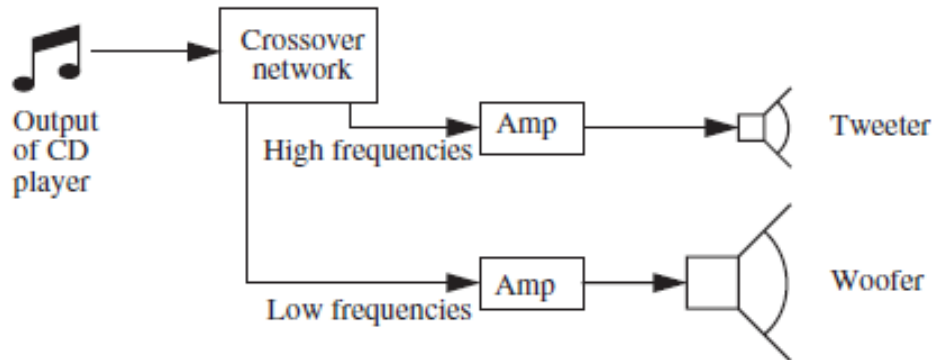 Crossover
network
Output
of CD
player
High frequencies
Amp
Tweeter
Low frequencies
Amp
Woofer